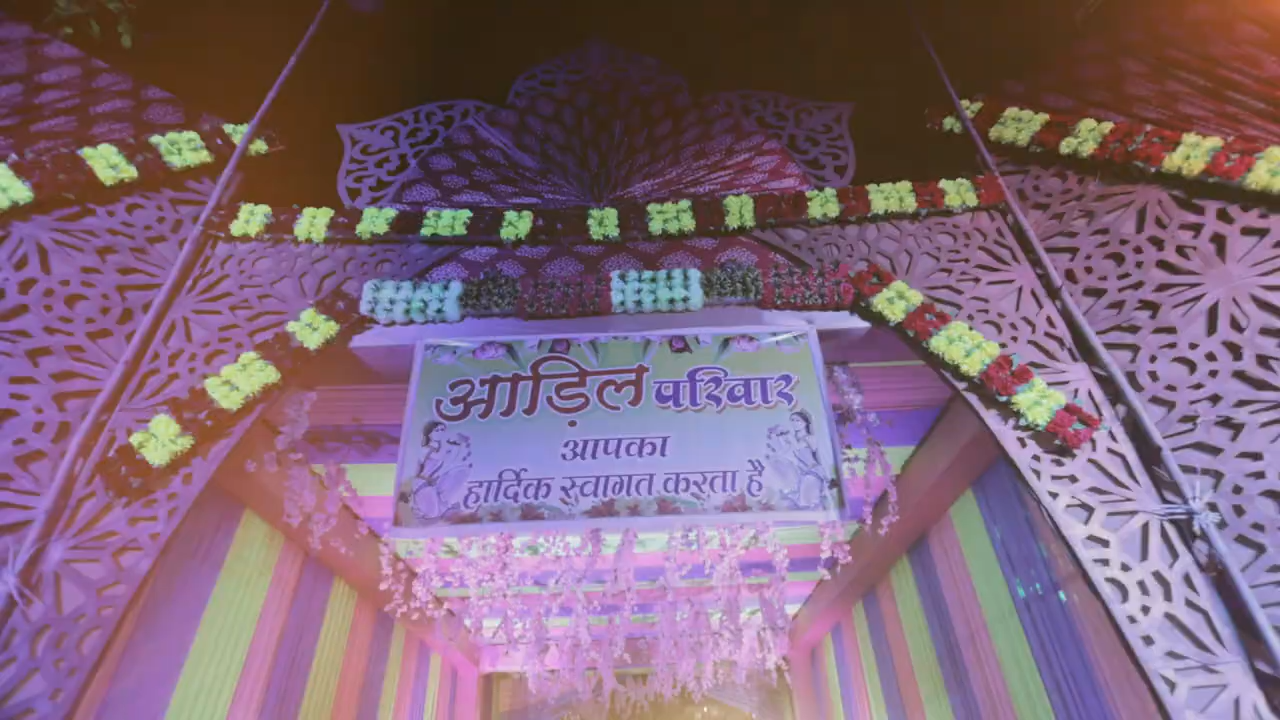 आड़िल परिवार
आपका
हार्दिक स्वागत करता है